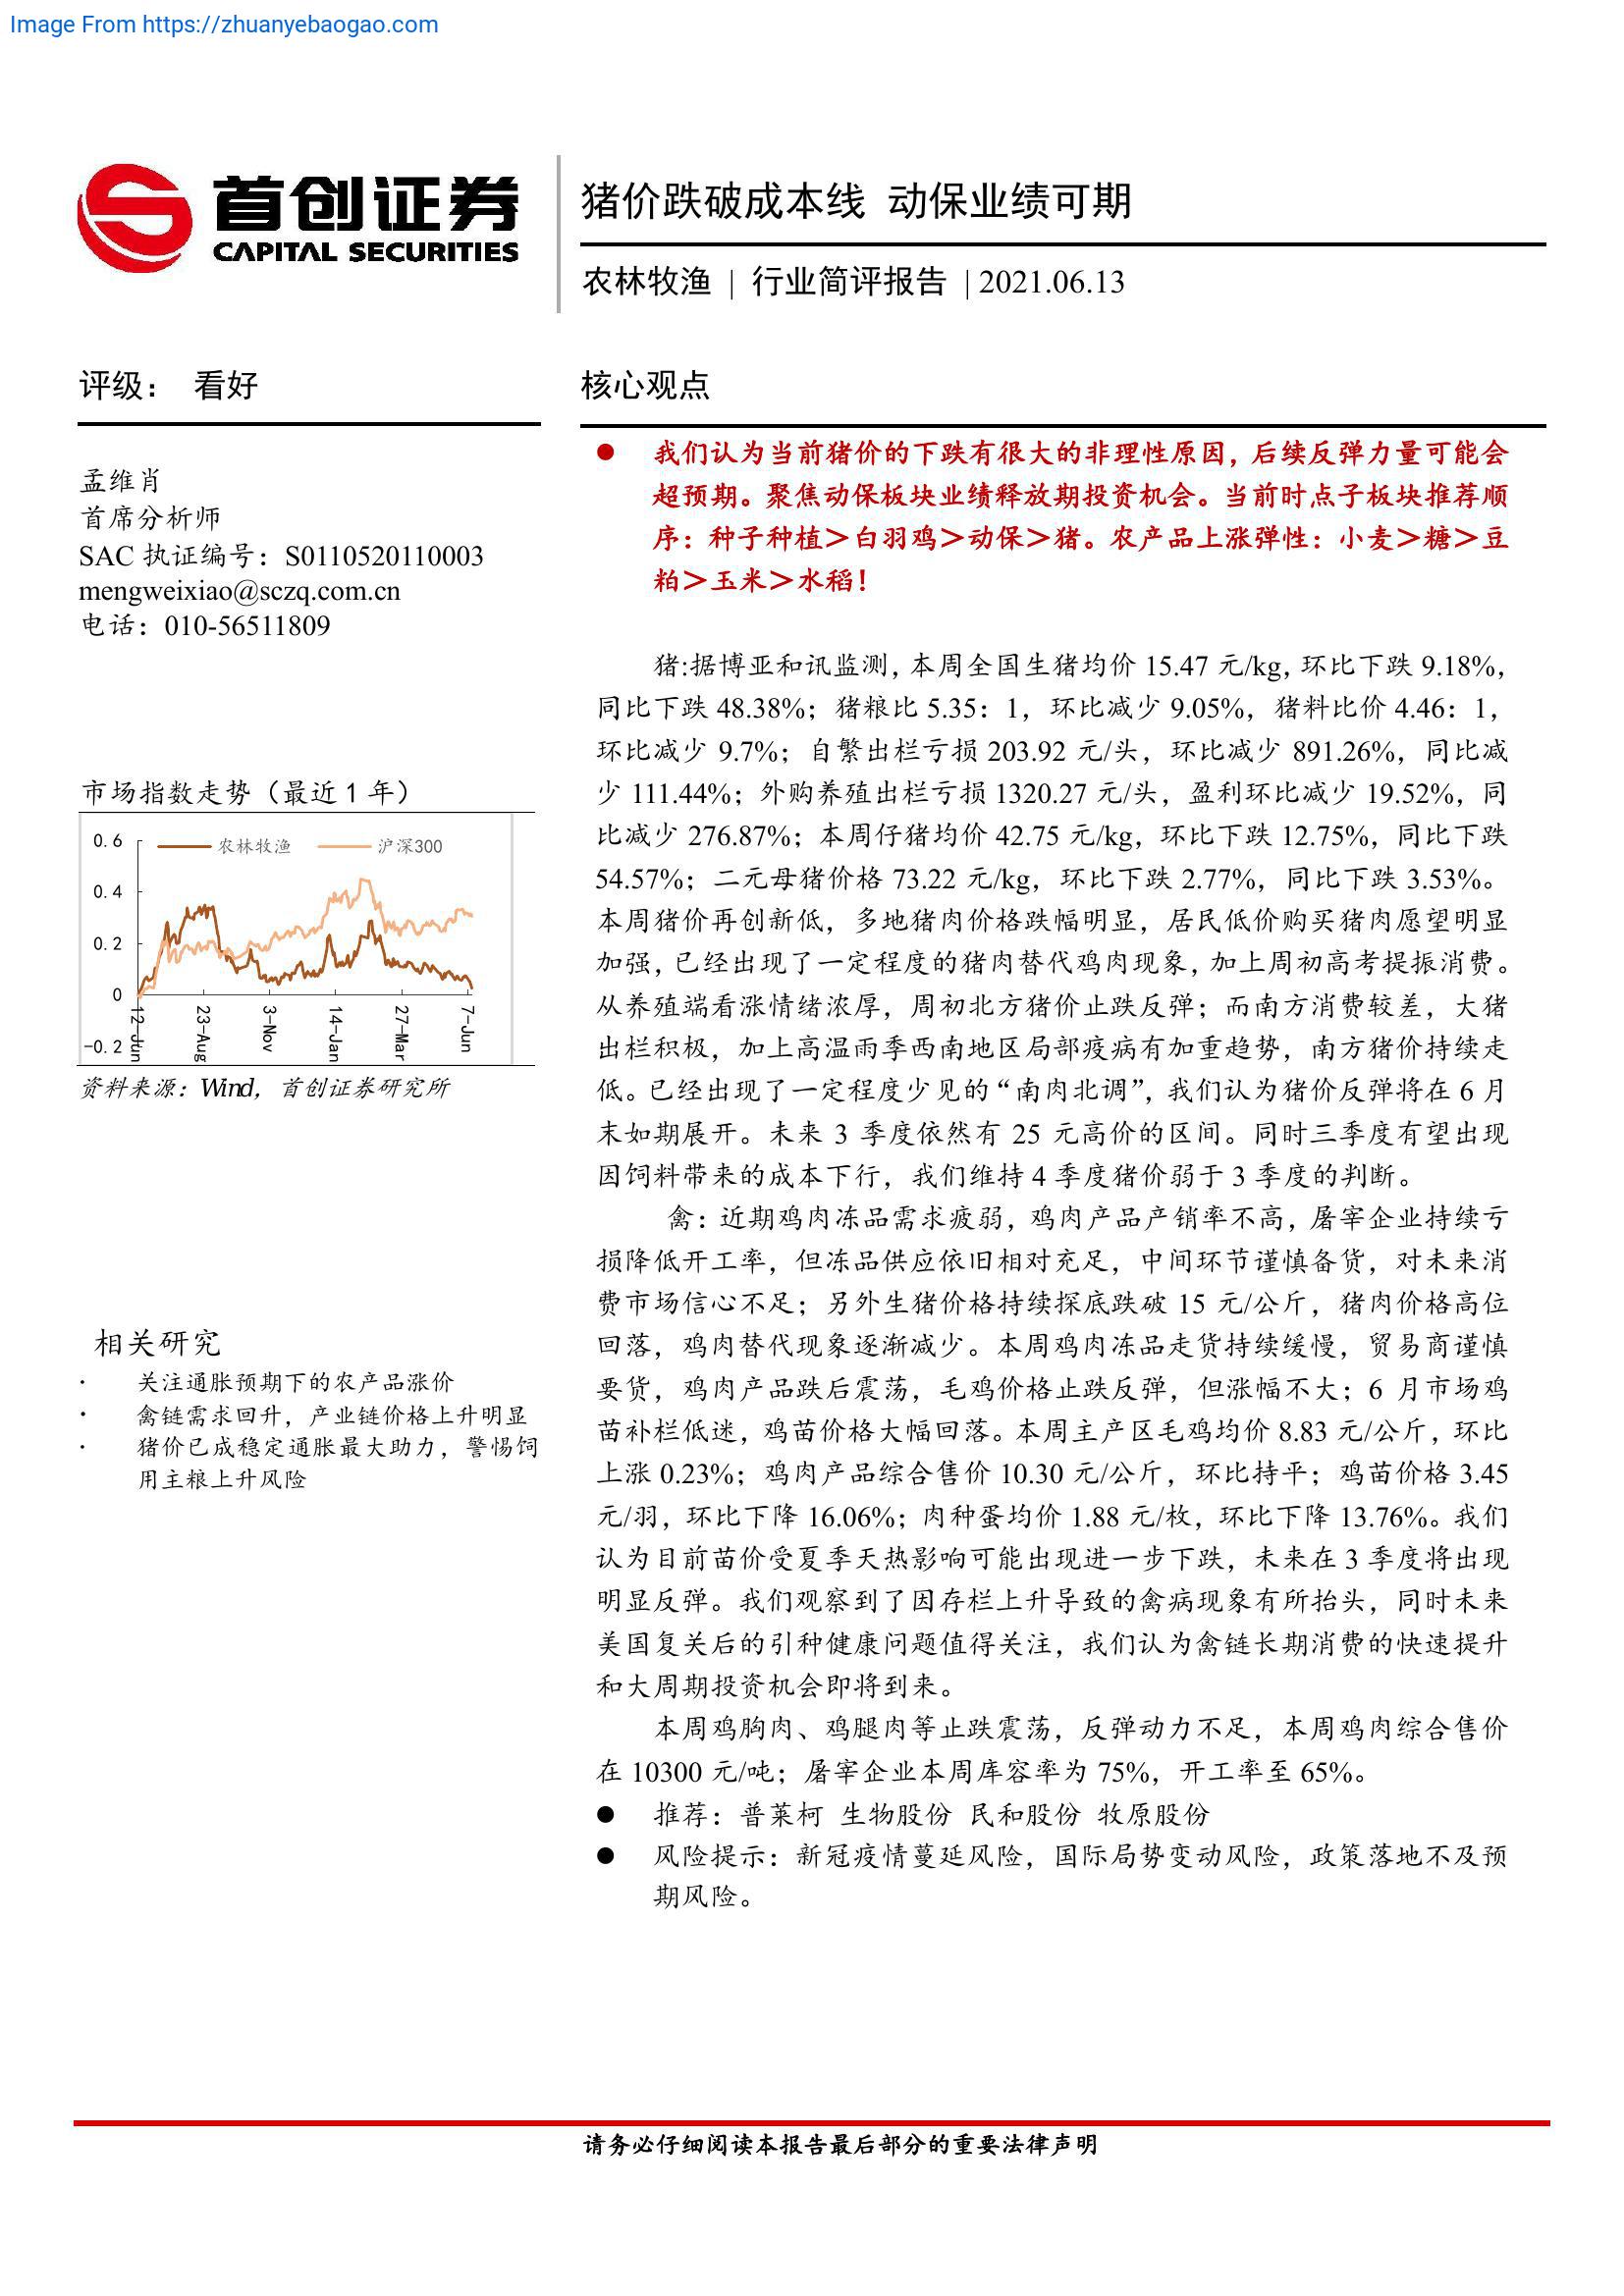 Image From https://zhuanyebaogao.com
首创证券
CAPITAL SECURITIES
猪价跌破成本线 动保业绩可期
农林牧渔 | 行业简评报告 | 2021.06.13
评级： 看好
孟维肖
首席分析师
SAC 执证编号：S0110520110003
mengweixiao@sczq.com.cn
电话：010-56511809
市场指数走势（最近 1 年）
0.6
0.4
0.2
0
-0.2
农林牧渔
沪深300
12-Jun
23-Aug
3-Nov
14-Jan
27-Mar
7-Jun
资料来源：Wind，首创证券研究所
相关研究
· 关注通胀预期下的农产品涨价
· 禽链需求回升，产业链价格上升明显
· 猪价已成稳定通胀最大助力，警惕饲
用主粮上升风险
核心观点
● 我们认为当前猪价的下跌有很大的非理性原因，后续反弹力量可能会
超预期。聚焦动保板块业绩释放期投资机会。当前时点子板块推荐顺
序：种子种植＞白羽鸡＞动保＞猪。农产品上涨弹性：小麦＞糖＞豆
粕＞玉米＞水稻！
猪:据博亚和讯监测，本周全国生猪均价 15.47 元/kg，环比下跌 9.18%，
同比下跌 48.38%；猪粮比 5.35：1，环比减少 9.05%，猪料比价 4.46：1，
环比减少 9.7%；自繁出栏亏损 203.92 元/头，环比减少 891.26%，同比减
少 111.44%；外购养殖出栏亏损 1320.27 元/头，盈利环比减少 19.52%，同
比减少 276.87%；本周仔猪均价 42.75 元/kg，环比下跌 12.75%，同比下跌
54.57%；二元母猪价格 73.22 元/kg，环比下跌 2.77%，同比下跌 3.53%。
本周猪价再创新低，多地猪肉价格跌幅明显，居民低价购买猪肉愿望明显
加强，已经出现了一定程度的猪肉替代鸡肉现象，加上周初高考提振消费。
从养殖端看涨情绪浓厚，周初北方猪价止跌反弹；而南方消费较差，大猪
出栏积极，加上高温雨季西南地区局部疫病有加重趋势，南方猪价持续走
低。已经出现了一定程度少见的“南肉北调”，我们认为猪价反弹将在 6 月
末如期展开。未来 3 季度依然有 25 元高价的区间。同时三季度有望出现
因饲料带来的成本下行，我们维持 4 季度猪价弱于 3 季度的判断。
禽：近期鸡肉冻品需求疲弱，鸡肉产品产销率不高，屠宰企业持续亏
损降低开工率，但冻品供应依旧相对充足，中间环节谨慎备货，对未来消
费市场信心不足；另外生猪价格持续探底跌破 15 元/公斤，猪肉价格高位
回落，鸡肉替代现象逐渐减少。本周鸡肉冻品走货持续缓慢，贸易商谨慎
要货，鸡肉产品跌后震荡，毛鸡价格止跌反弹，但涨幅不大；6 月市场鸡
苗补栏低迷，鸡苗价格大幅回落。本周主产区毛鸡均价 8.83 元/公斤，环比
上涨 0.23%；鸡肉产品综合售价 10.30 元/公斤，环比持平；鸡苗价格 3.45
元/羽，环比下降 16.06%；肉种蛋均价 1.88 元/枚，环比下降 13.76%。我们
认为目前苗价受夏季天热影响可能出现进一步下跌，未来在 3 季度将出现
明显反弹。我们观察到了因存栏上升导致的禽病现象有所抬头，同时未来
美国复关后的引种健康问题值得关注，我们认为禽链长期消费的快速提升
和大周期投资机会即将到来。
本周鸡胸肉、鸡腿肉等止跌震荡，反弹动力不足，本周鸡肉综合售价
在 10300 元/吨；屠宰企业本周库容率为 75%，开工率至 65%。
● 推荐：普莱柯 生物股份 民和股份 牧原股份
● 风险提示：新冠疫情蔓延风险，国际局势变动风险，政策落地不及预
期风险。
请务必仔细阅读本报告最后部分的重要法律声明